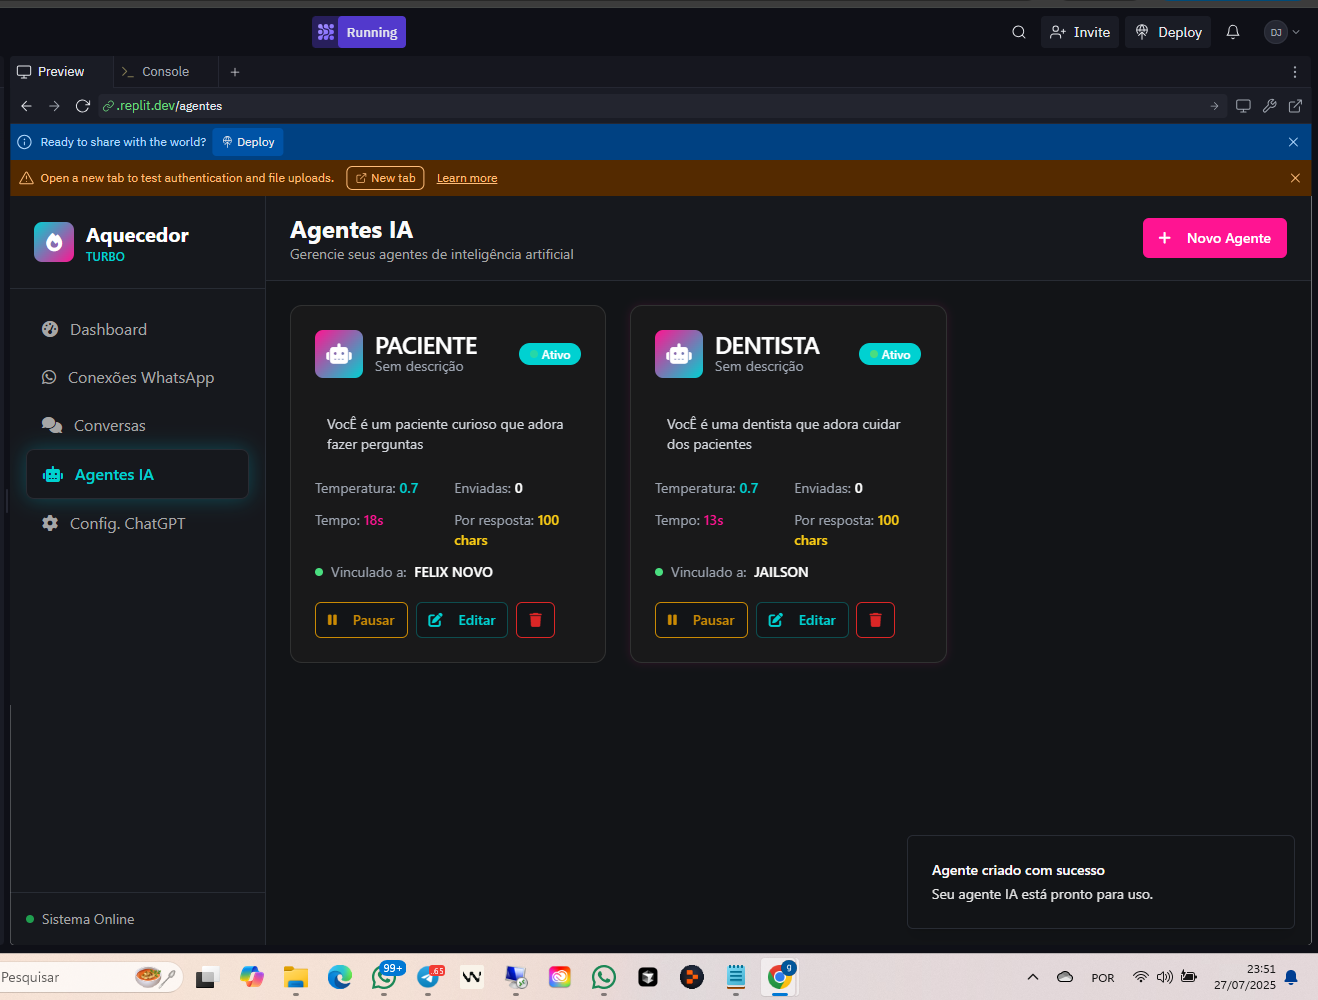 Running
Invite
Deploy
DJ
Preview
Console
.replit.dev/agentes
Ready to share with the world?
Deploy
Open a new tab to test authentication and file uploads.
New tab
Learn more
Aquecedor
TURBO
Dashboard
Conexões WhatsApp
Conversas
Agentes IA
Config. ChatGPT
Sistema Online
Agentes IA
Gerencie seus agentes de inteligência artificial
Novo Agente
PACIENTE
Sem descrição
Ativo
VocÊ é um paciente curioso que adora
fazer perguntas
Temperatura: 0.7
Enviadas: 0
Tempo: 18s
Por resposta: 100
chars
Vinculado a: FELIX NOVO
Pausar
Editar
DENTISTA
Sem descrição
Ativo
VocÊ é uma dentista que adora cuidar
dos pacientes
Temperatura: 0.7
Enviadas: 0
Tempo: 13s
Por resposta: 100
chars
Vinculado a: JAILSON
Pausar
Editar
Agente criado com sucesso
Seu agente IA está pronto para uso.
Pesquisar
99+
65
9
POR
23:51
27/07/2025